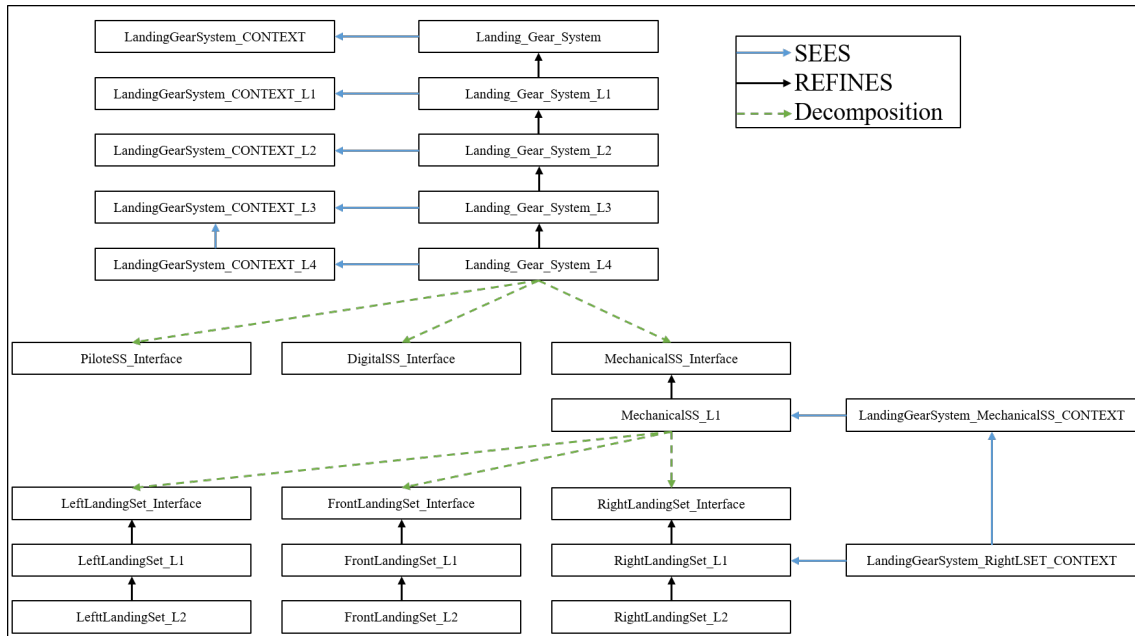 LandingGearSystem_CONTEXT
Landing_Gear_System
SEES
REFINES
Decomposition
LandingGearSystem_CONTEXT_L1
Landing_Gear_System_L1
LandingGearSystem_CONTEXT_L2
Landing_Gear_System_L2
LandingGearSystem_CONTEXT_L3
Landing_Gear_System_L3
LandingGearSystem_CONTEXT_L4
Landing_Gear_System_L4
PiloteSS_Interface
DigitalSS_Interface
MechanicalSS_Interface
MechanicalSS_L1
LandingGearSystem_MechanicalSS_CONTEXT
LeftLandingSet_Interface
FrontLandingSet_Interface
RightLandingSet_Interface
LeftLandingSet_L1
FrontLandingSet_L1
RightLandingSet_L1
LandingGearSystem_RightLSET_CONTEXT
LefttLandingSet_L2
FrontLandingSet_L2
RightLandingSet_L2